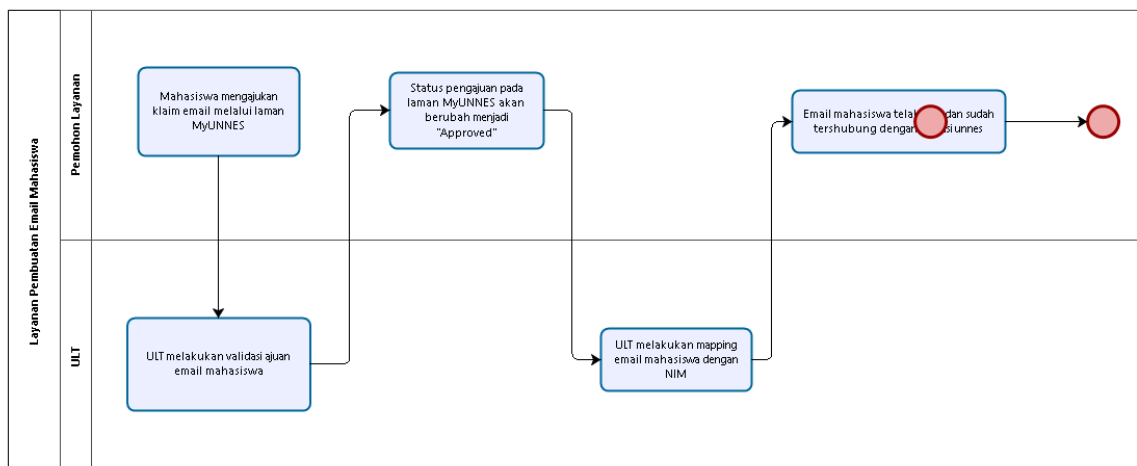 Layanan Pembuatan Email Mahasiswa
Pemohon Layanan
Mahasiswa mengajukan
klaim email melalui laman
MyUNNES
Status pengajuan pada
laman MyUNNES akan
berubah menjadi
"Approved"
Email mahasiswa telah dan sudah
tershubung dengan unnes
ULT
ULT melakukan validasi ajuan
email mahasiswa
ULT melakukan mapping
email mahasiswa dengan
NIM